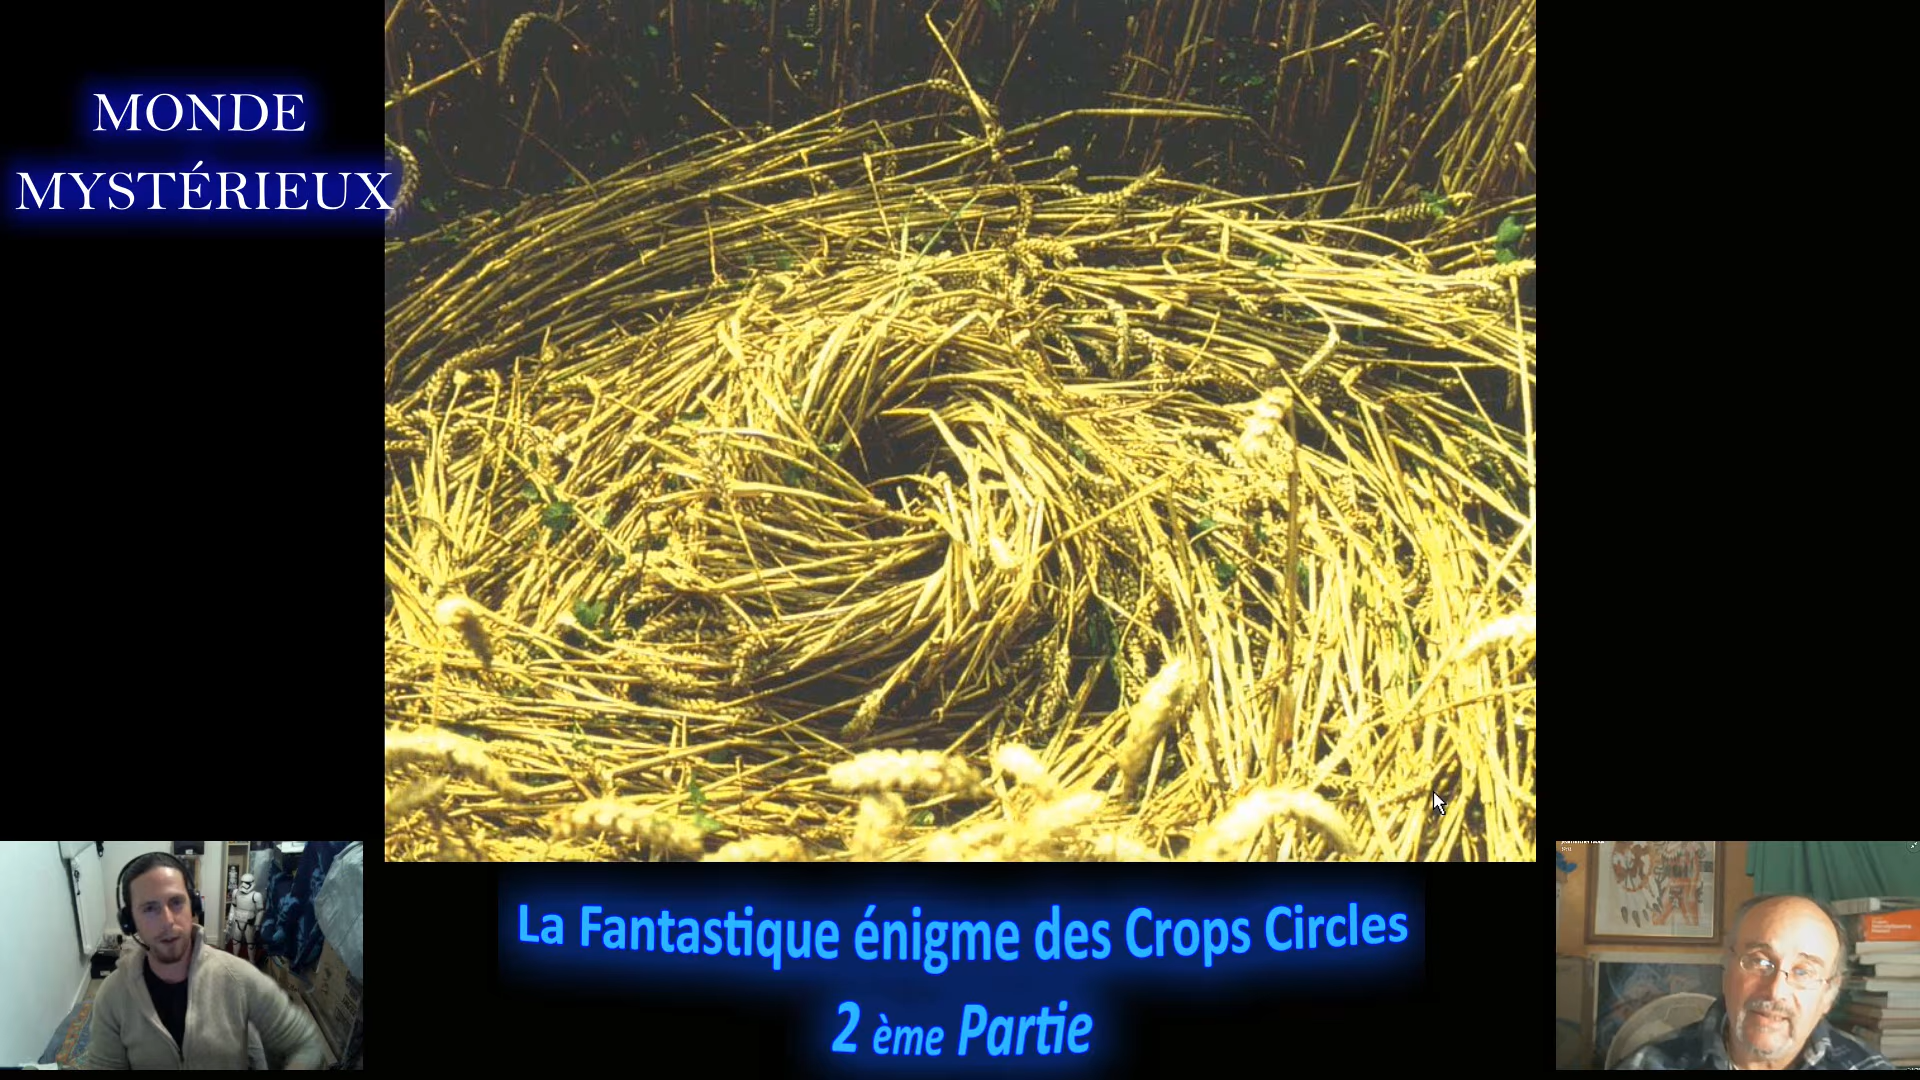 MONDE
MYSTÉRIEUX
La Fantastique énigme des Crops Circles
2 ème Partie